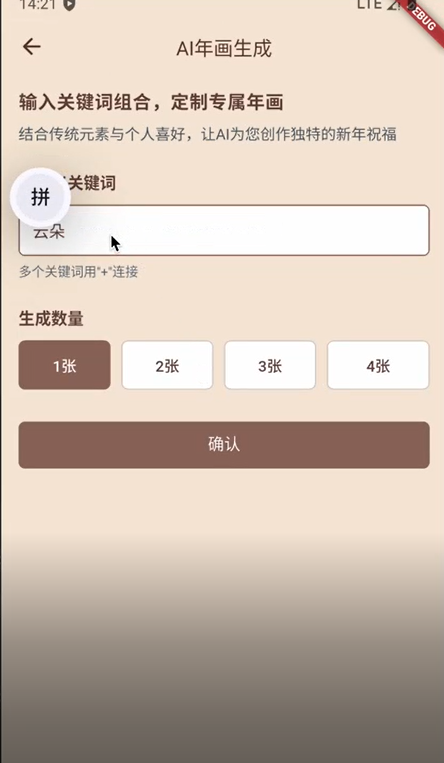 14:21
LTE
DEBUG
AI年画生成
输入关键词组合，定制专属年画
结合传统元素与个人喜好，让AI为您创作独特的新年祝福
关键词
拼
云朵
多个关键词用"+"连接
生成数量
1张 2张 3张 4张
确认